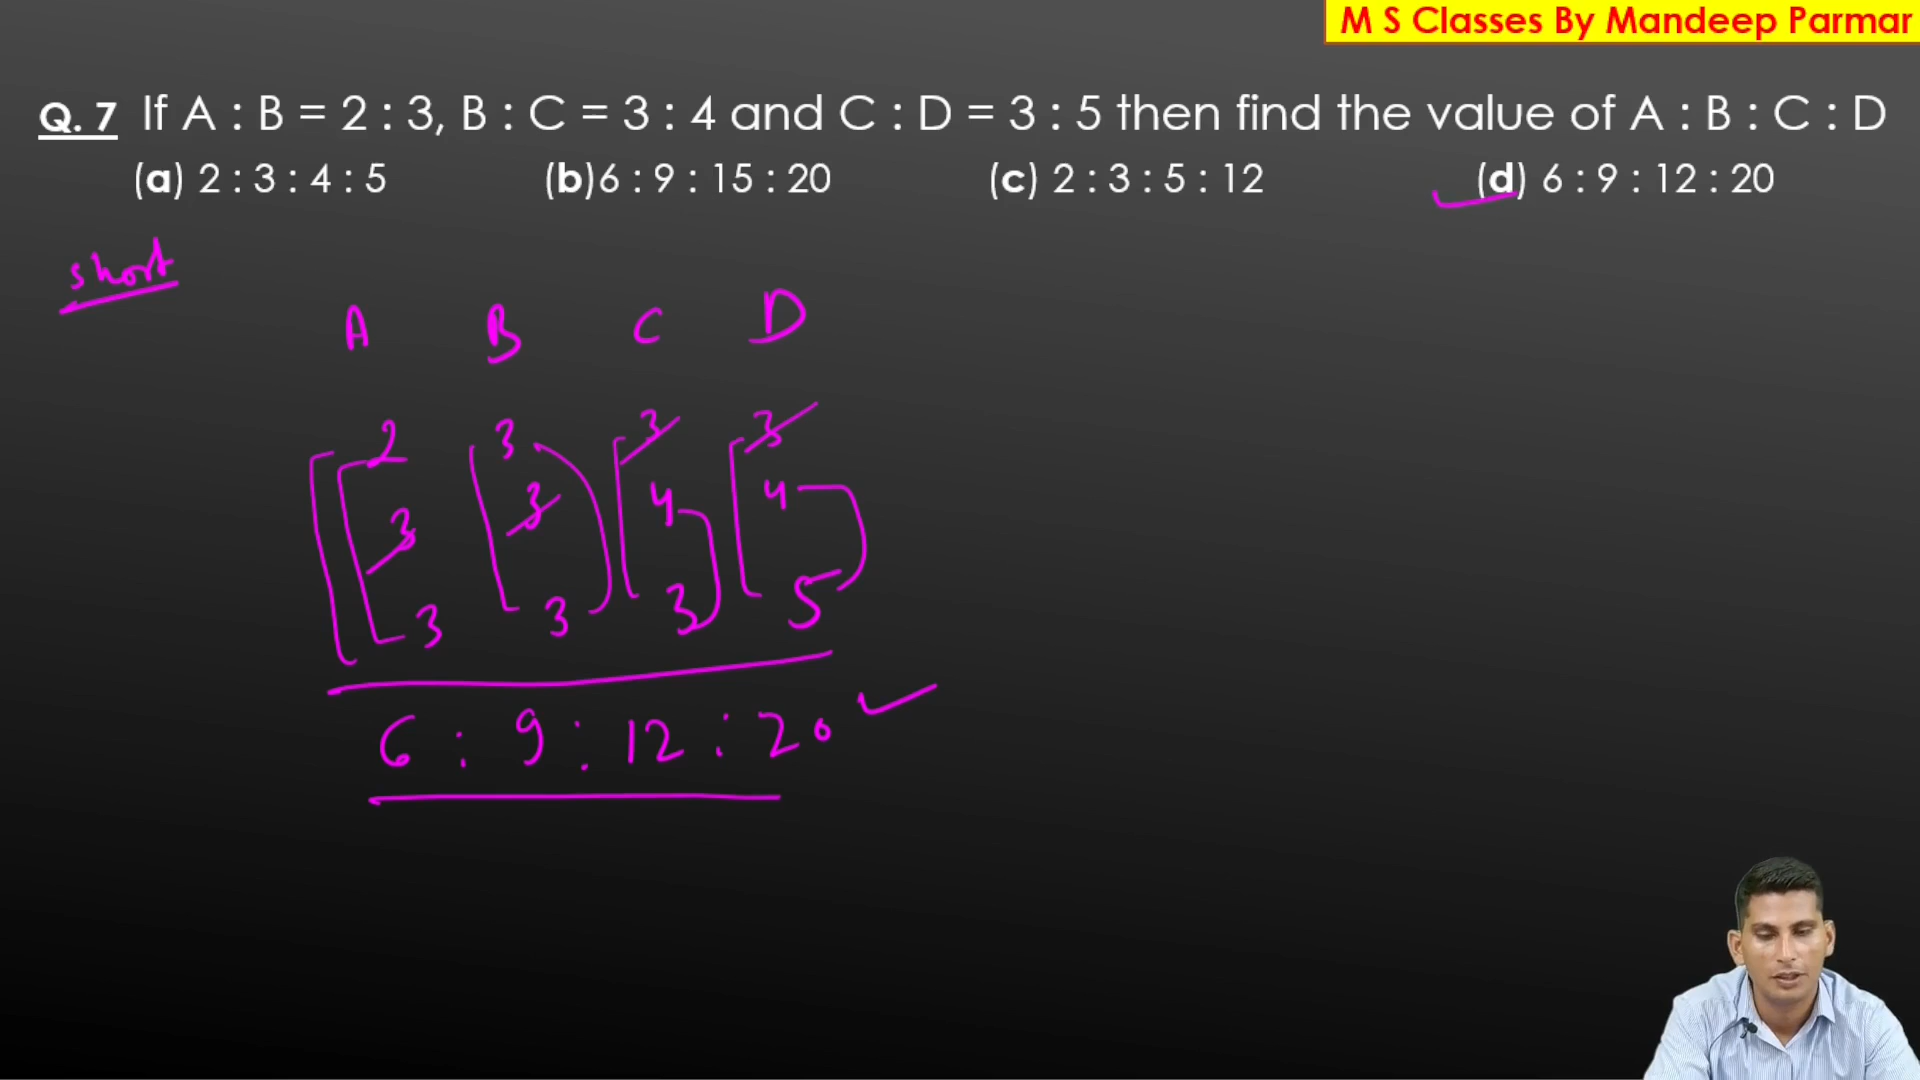 M S Classes By Mandeep Parmar
Q. 7 If A : B = 2 : 3, B : C = 3 : 4 and C : D = 3 : 5 then find the value of A : B : C : D
(a) 2 : 3 : 4 : 5 (b)6 : 9 : 15 : 20 (c) 2 : 3 : 5 : 12 (d) 6 : 9 : 12 : 20
short
A B C D
2 3 3 3
3 3 4 4
3 3 3 5
6 : 9 : 12 : 20